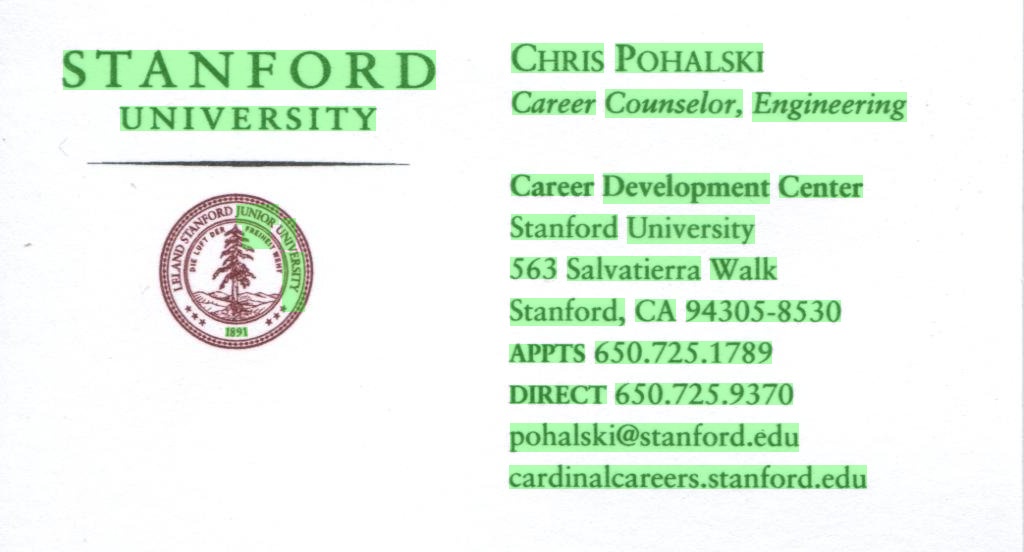 STANFORD
UNIVERSITY
LELAND STANFORD JUNIOR UNIVERSITY
DIE LUFT DER FREIHEIT WEHT
1891
CHRIS POHALSKI
Career Counselor, Engineering
Career Development Center
Stanford University
563 Salvatierra Walk
Stanford, CA 94305-8530
APPTS 650.725.1789
DIRECT 650.725.9370
pohalski@stanford.edu
cardinalcareers.stanford.edu